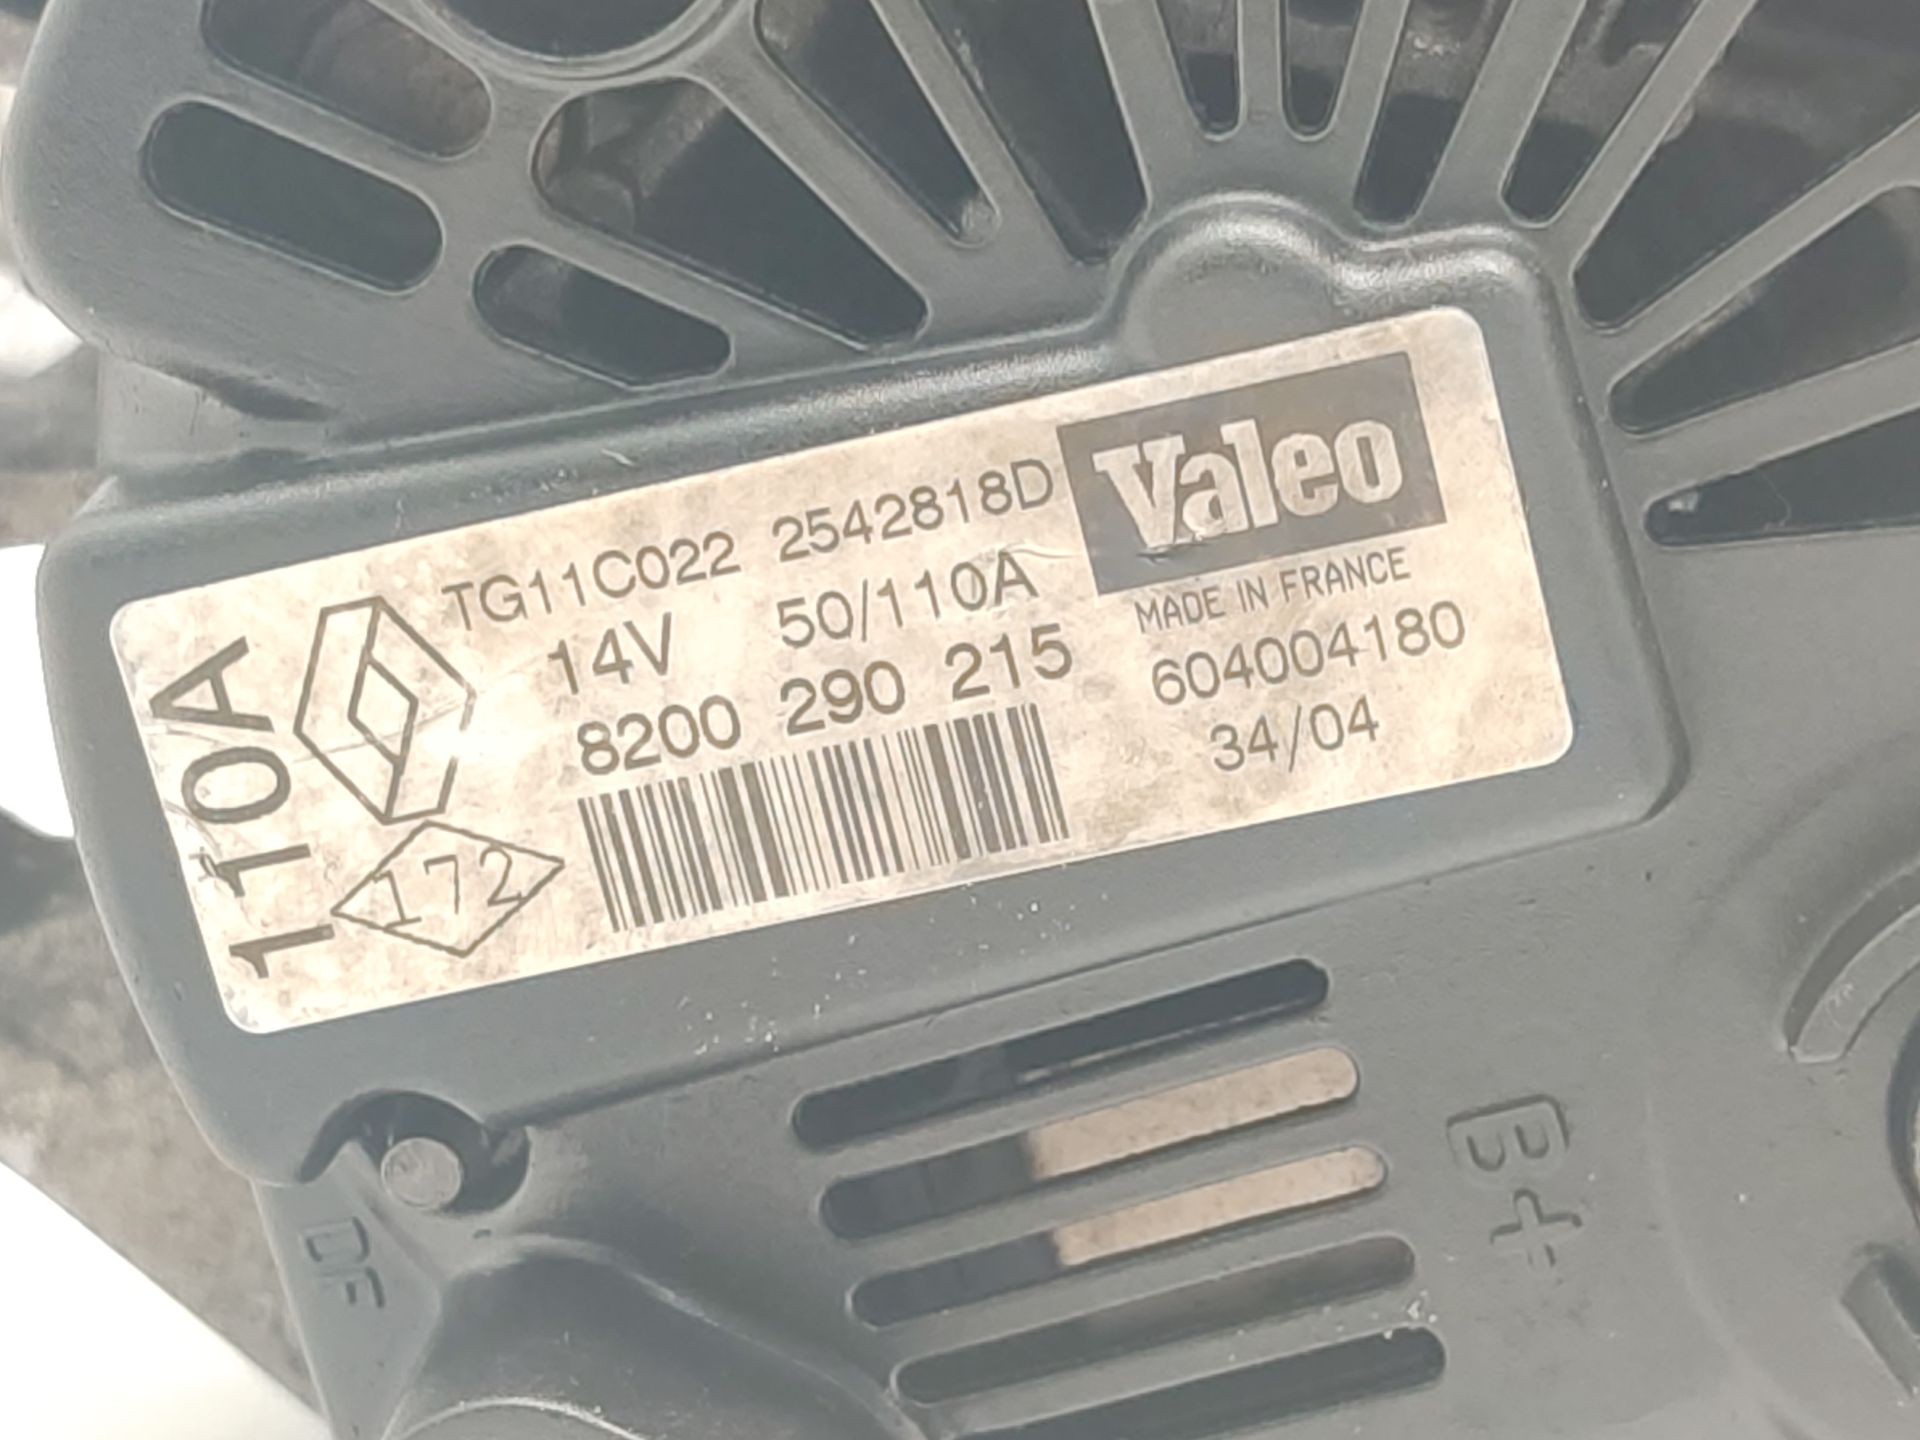 TG11C022 2542818D
Valeo
14V 50/110A
MADE IN FRANCE
8200 290 215
604004180
34/04
110A
172
B+
DF